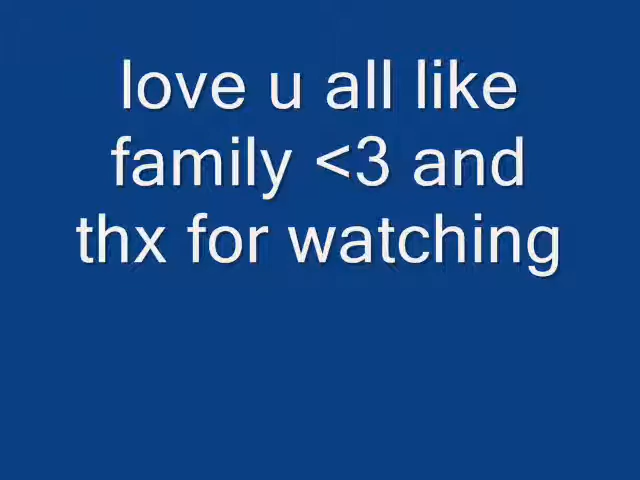 love u all like
family <3 and
thx for watching